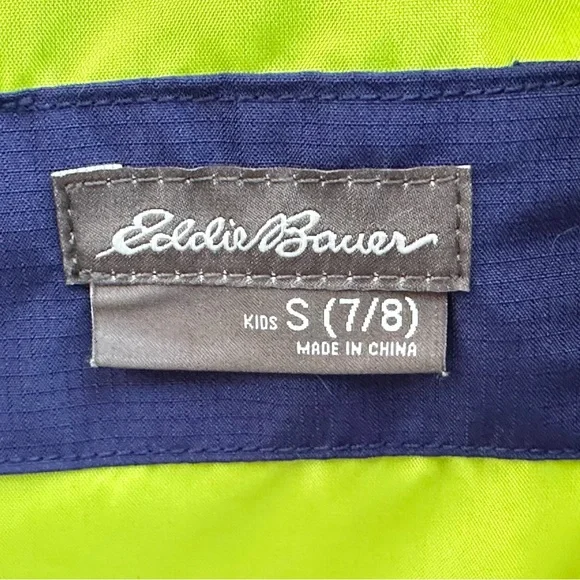 Eddie Bauer
KIDS S (7/8)
MADE IN CHINA